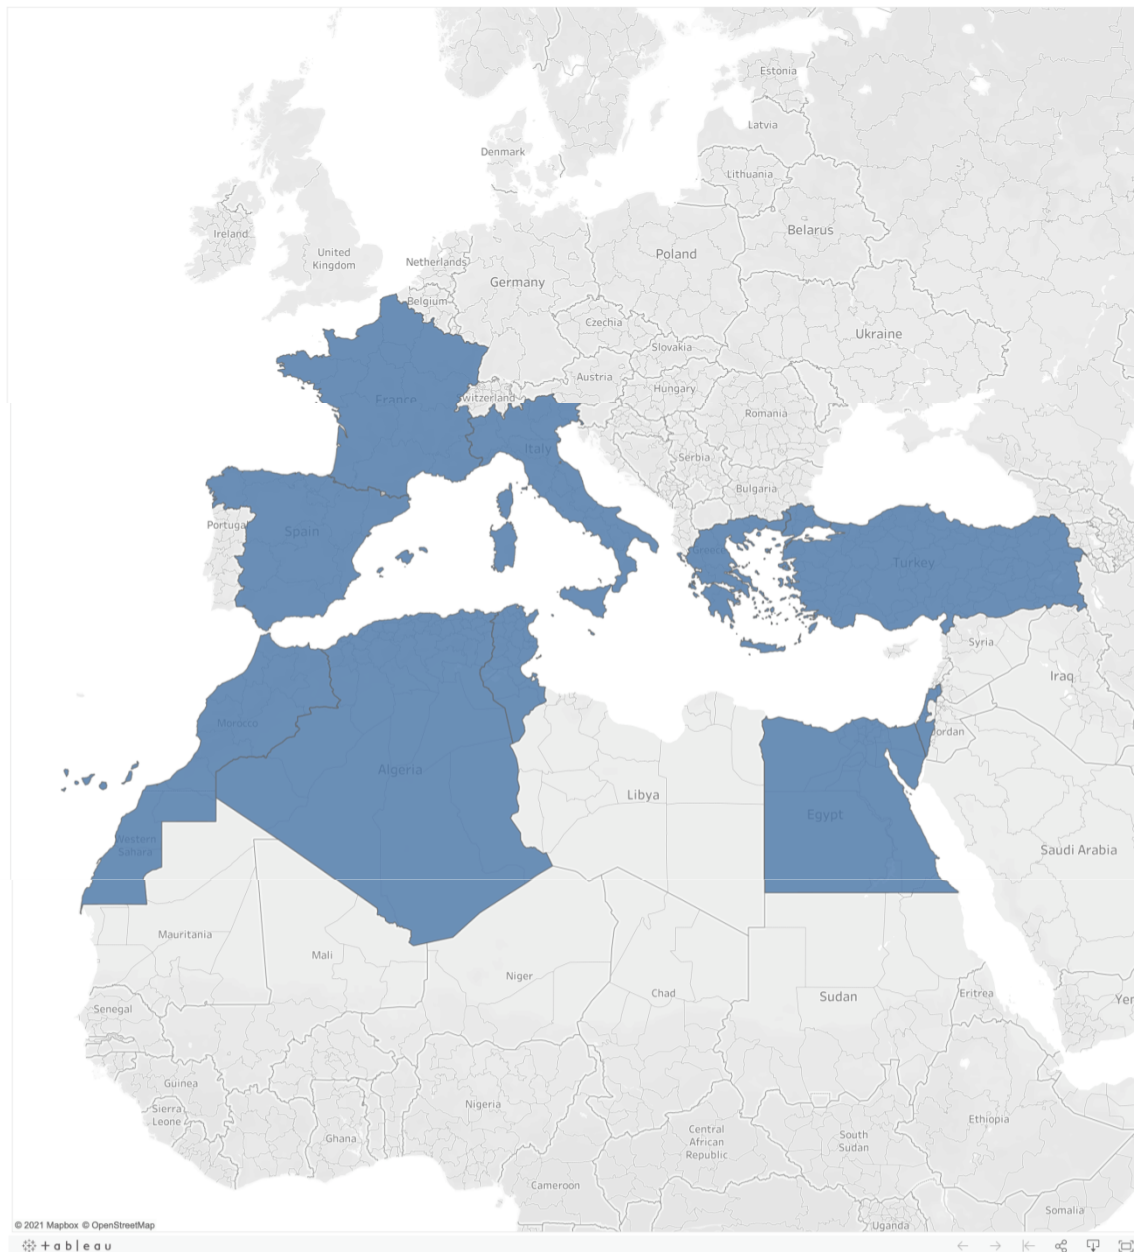 Estonia
Latvia
Denmark
Lithuania
Ireland
Belarus
United
Kingdom
Netherlands
Poland
Germany
Belgium
Czechia
Ukraine
Slovakia
Austria
Hungary
France
Switzerland
Romania
Italy
Serbia
Bulgaria
Portugal
Spain
Greece
Turkey
Syria
Iraq
Morocco
Jordan
Algeria
Libya
Egypt
Western
Sahara
Saudi Arabia
Mauritania
Mali
Niger
Chad
Sudan
Eritrea
Yer
Senegal
Guinea
Sierra
Leone
Nigeria
Ghana
Central
African
Republic
South
Sudan
Ethiopia
Cameroon
Somalia
Uganda
© 2021 Mapbox © OpenStreetMap
+ a b | e a u